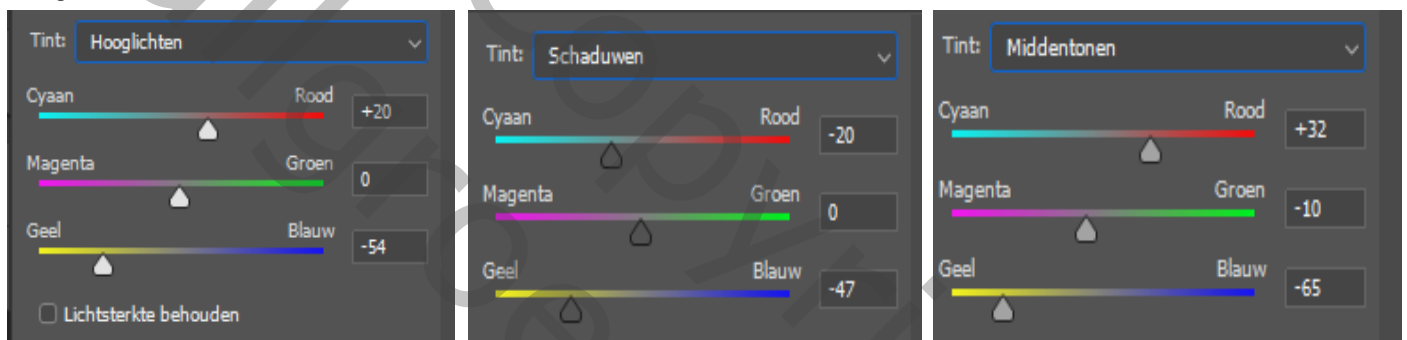 Tint: Hooglichten
Cyaan Rood +20
Magenta Groen 0
Geel Blauw -54
Lichtsterkte behouden
Tint: Schaduwen
Cyaan Rood -20
Magenta Groen 0
Geel Blauw -47
Tint: Middentonen
Cyaan Rood +32
Magenta Groen -10
Geel Blauw -65